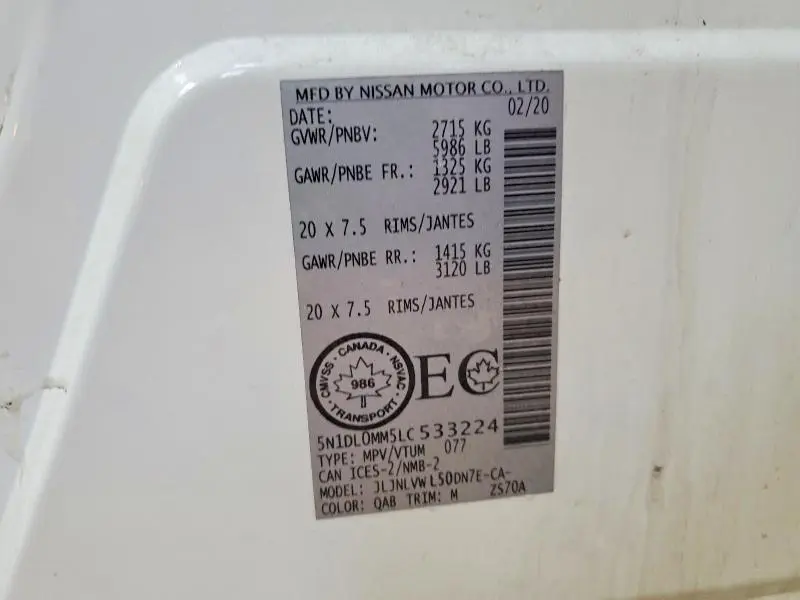 MFD BY NISSAN MOTOR CO., LTD.
DATE: 02/20
GVWR/PNBV: 2715 KG
5986 LB
GAWR/PNBE FR.: 1325 KG
2921 LB
20 X 7.5 RIMS/JANTES
GAWR/PNBE RR.: 1415 KG
3120 LB
20 X 7.5 RIMS/JANTES
CANADA
CMVSS · NSVAC
986
TRANSPORT
EC
5N1DL0MM5LC533224
TYPE: MPV/VTUM 077
CAN ICES-2/NMB-2
MODEL: JLJNLVWL50DN7E-CA-
ZS70A
COLOR: QAB TRIM: M